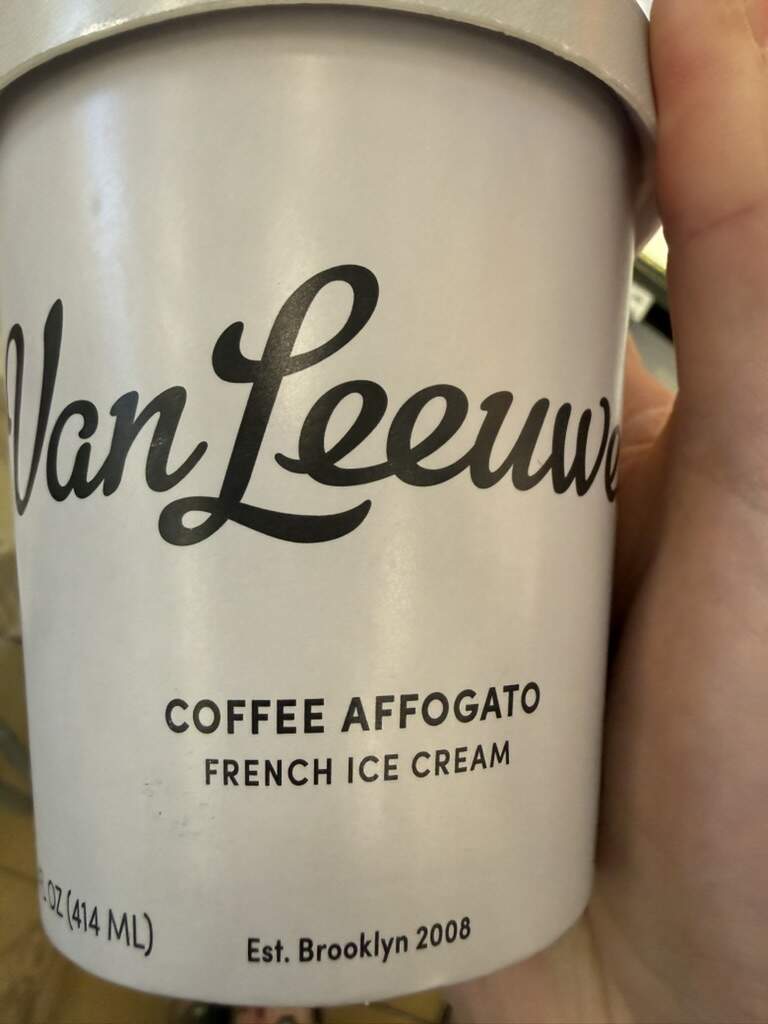 Van Leeuwe
COFFEE AFFOGATO
FRENCH ICE CREAM
OZ (414 ML)
Est. Brooklyn 2008